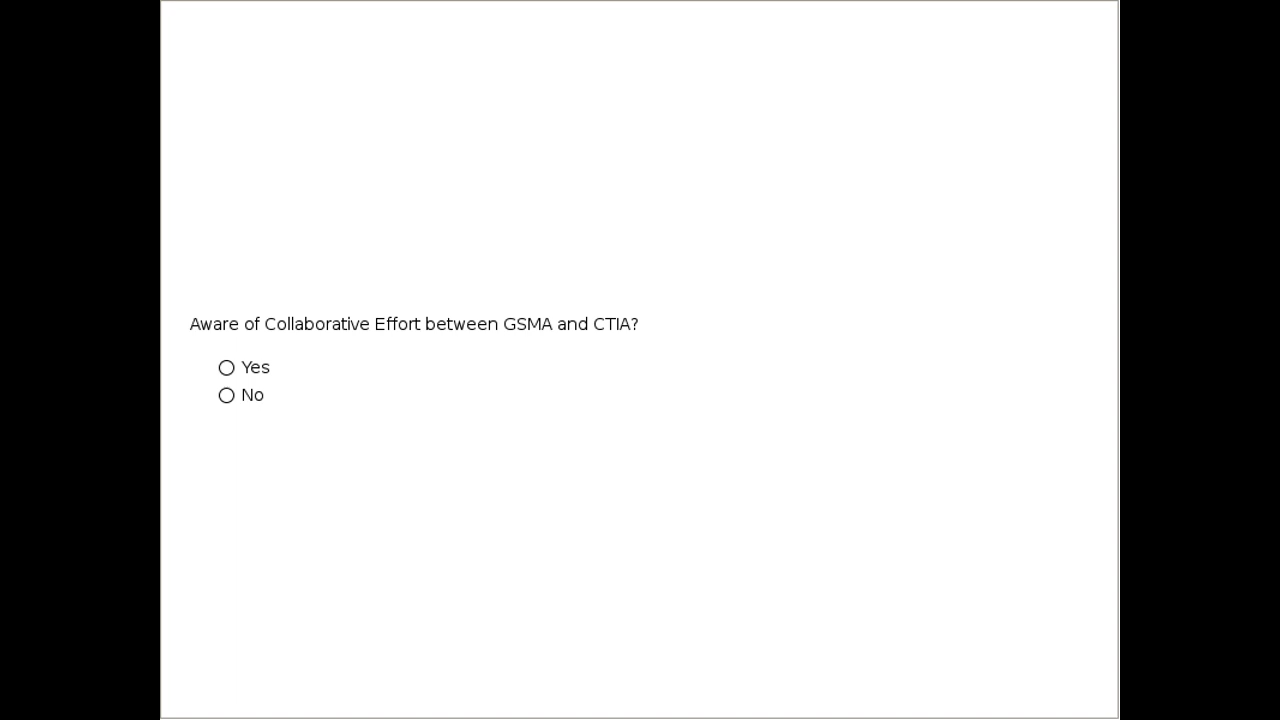 Aware of Collaborative Effort between GSMA and CTIA?
Yes
No